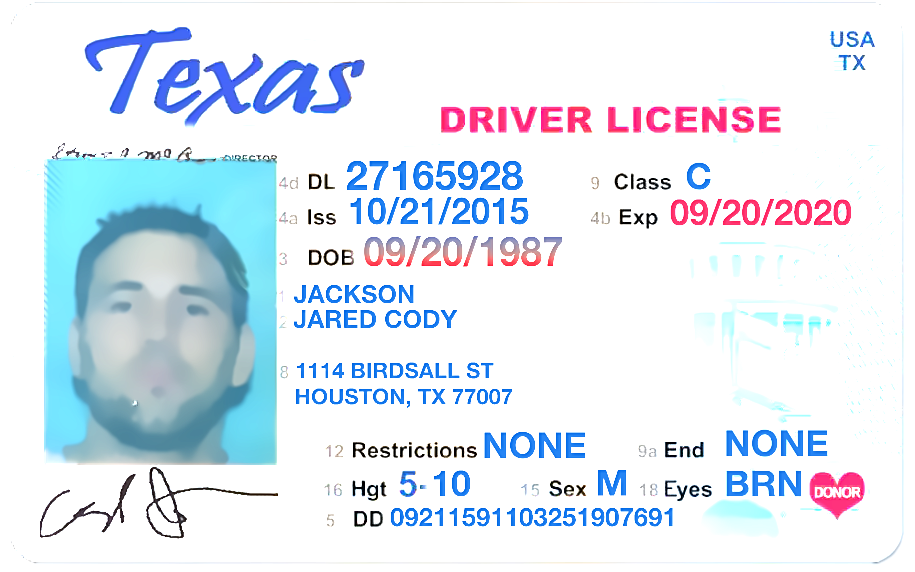 Texas
USA
TX
DRIVER LICENSE
DIRECTOR
4d DL 27165928
9 Class C
4a Iss 10/21/2015
4b Exp 09/20/2020
3 DOB 09/20/1987
1 JACKSON
2 JARED CODY
8 1114 BIRDSALL ST
HOUSTON, TX 77007
12 Restrictions NONE
9a End NONE
16 Hgt 5-10
15 Sex M
18 Eyes BRN
DONOR
5 DD 09211591103251907691